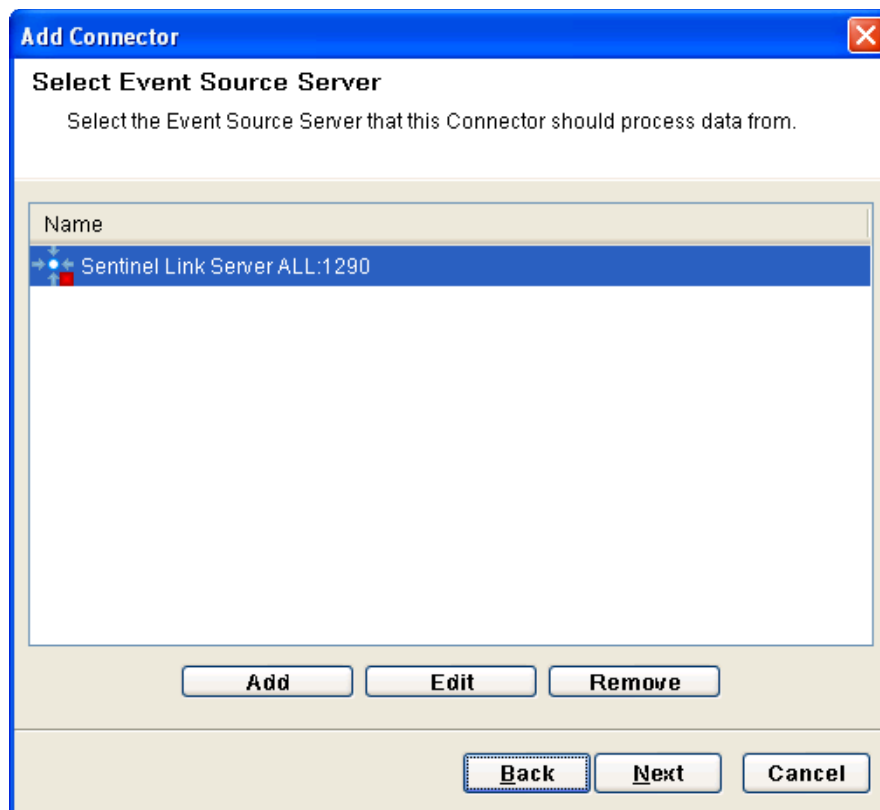 Add Connector
Select Event Source Server
Select the Event Source Server that this Connector should process data from.
Name
Sentinel Link Server ALL:1290
Add Edit Remove
Back Next Cancel